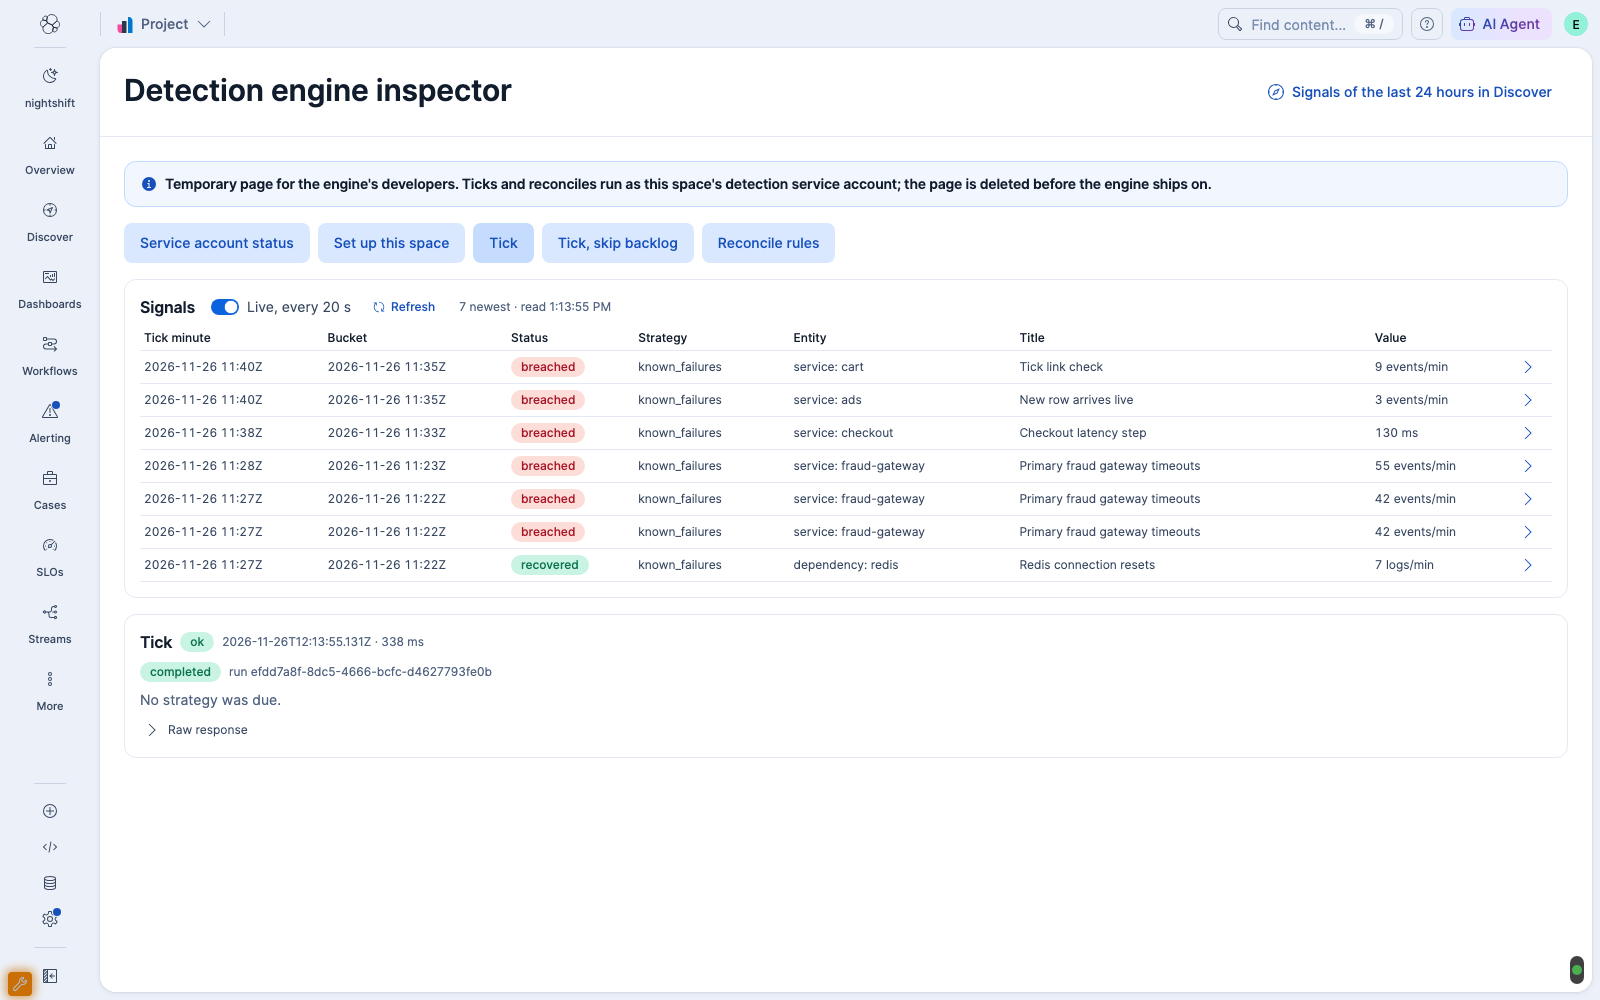 Project
Find content... ⌘ /
AI Agent
E
nightshift
Overview
Discover
Dashboards
Workflows
Alerting
Cases
SLOs
Streams
More
Detection engine inspector
Signals of the last 24 hours in Discover
Temporary page for the engine's developers. Ticks and reconciles run as this space's detection service account; the page is deleted before the engine ships on.
Service account status Set up this space Tick Tick, skip backlog Reconcile rules
Signals Live, every 20 s Refresh 7 newest · read 1:13:55 PM
Tick minute Bucket Status Strategy Entity Title Value
2026-11-26 11:40Z 2026-11-26 11:35Z breached known_failures service: cart Tick link check 9 events/min
2026-11-26 11:40Z 2026-11-26 11:35Z breached known_failures service: ads New row arrives live 3 events/min
2026-11-26 11:38Z 2026-11-26 11:33Z breached known_failures service: checkout Checkout latency step 130 ms
2026-11-26 11:28Z 2026-11-26 11:23Z breached known_failures service: fraud-gateway Primary fraud gateway timeouts 55 events/min
2026-11-26 11:27Z 2026-11-26 11:22Z breached known_failures service: fraud-gateway Primary fraud gateway timeouts 42 events/min
2026-11-26 11:27Z 2026-11-26 11:22Z breached known_failures service: fraud-gateway Primary fraud gateway timeouts 42 events/min
2026-11-26 11:27Z 2026-11-26 11:22Z recovered known_failures dependency: redis Redis connection resets 7 logs/min
Tick ok 2026-11-26T12:13:55.131Z · 338 ms
completed run efdd7a8f-8dc5-4666-bcfc-d4627793fe0b
No strategy was due.
Raw response